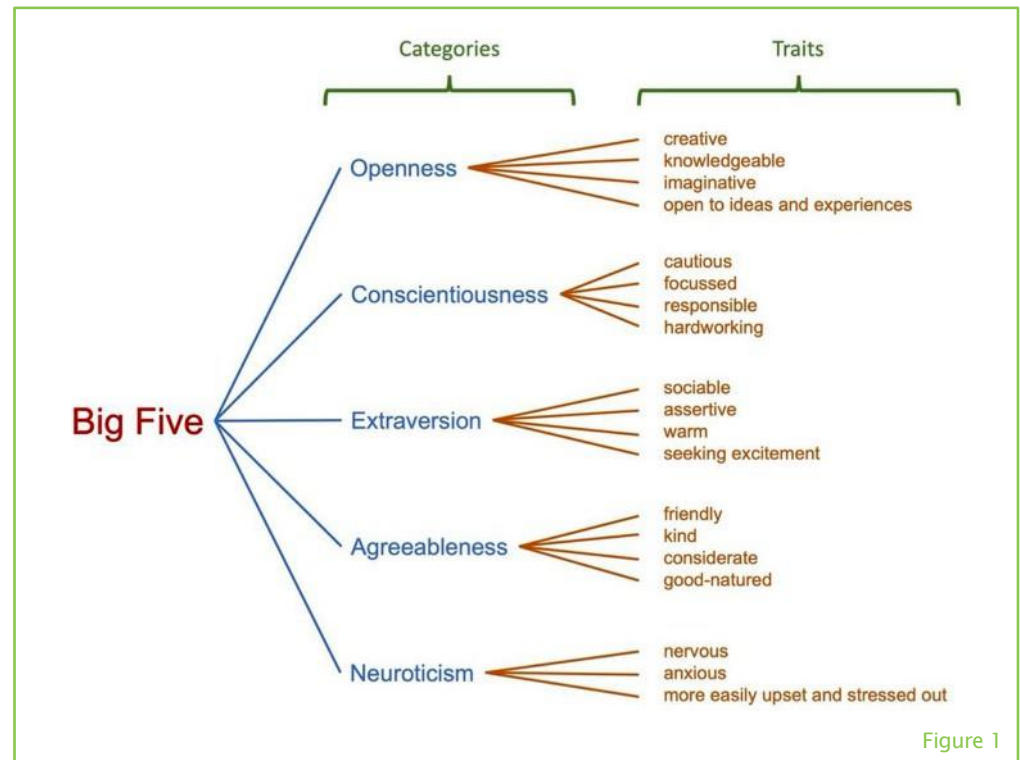 Categories
Traits
Openness
creative
knowledgeable
imaginative
open to ideas and experiences
Conscientiousness
cautious
focussed
responsible
hardworking
Big Five
Extraversion
sociable
assertive
warm
seeking excitement
Agreeableness
friendly
kind
considerate
good-natured
Neuroticism
nervous
anxious
more easily upset and stressed out
Figure 1